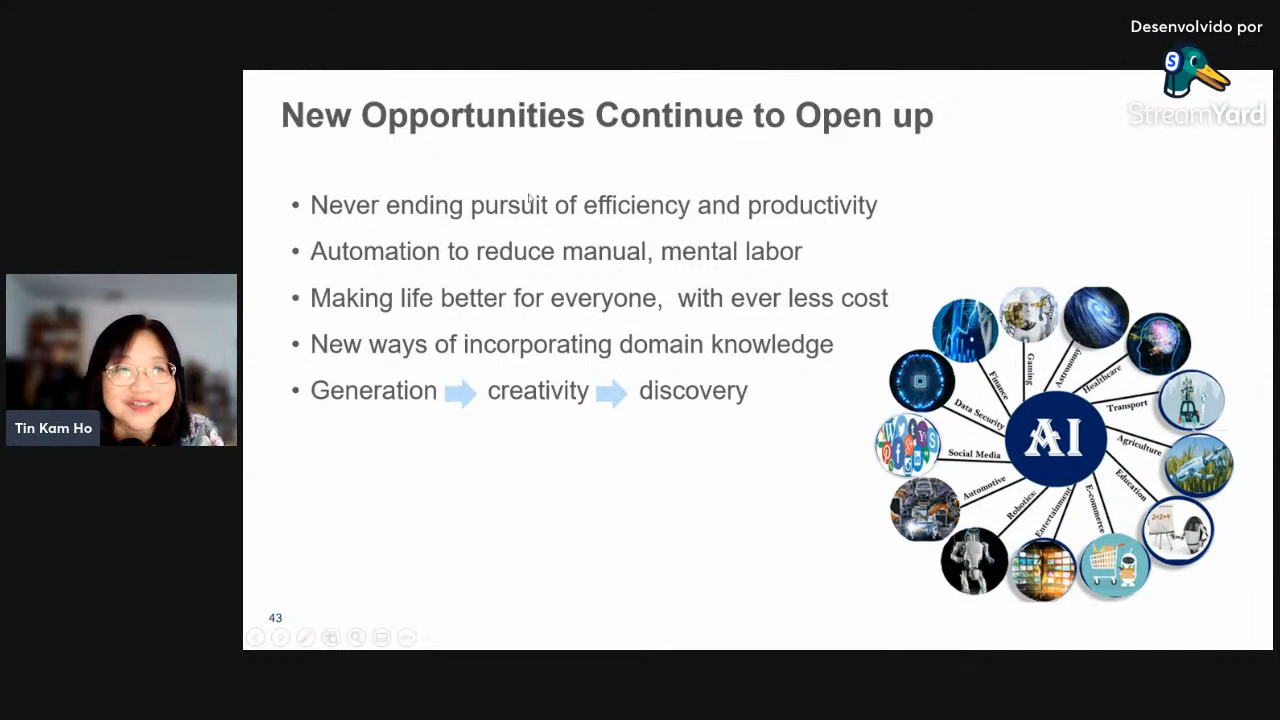 Desenvolvido por
StreamYard
New Opportunities Continue to Open up
• Never ending pursuit of efficiency and productivity
• Automation to reduce manual, mental labor
• Making life better for everyone,  with ever less cost
• New ways of incorporating domain knowledge
• Generation creativity discovery
Tin Kam Ho
AI
Finance
Gaming
Astronomy
Healthcare
Transport
Agriculture
Education
E-commerce
Entertainment
Robotics
Automotive
Social Media
Data Security
2×2=4
43